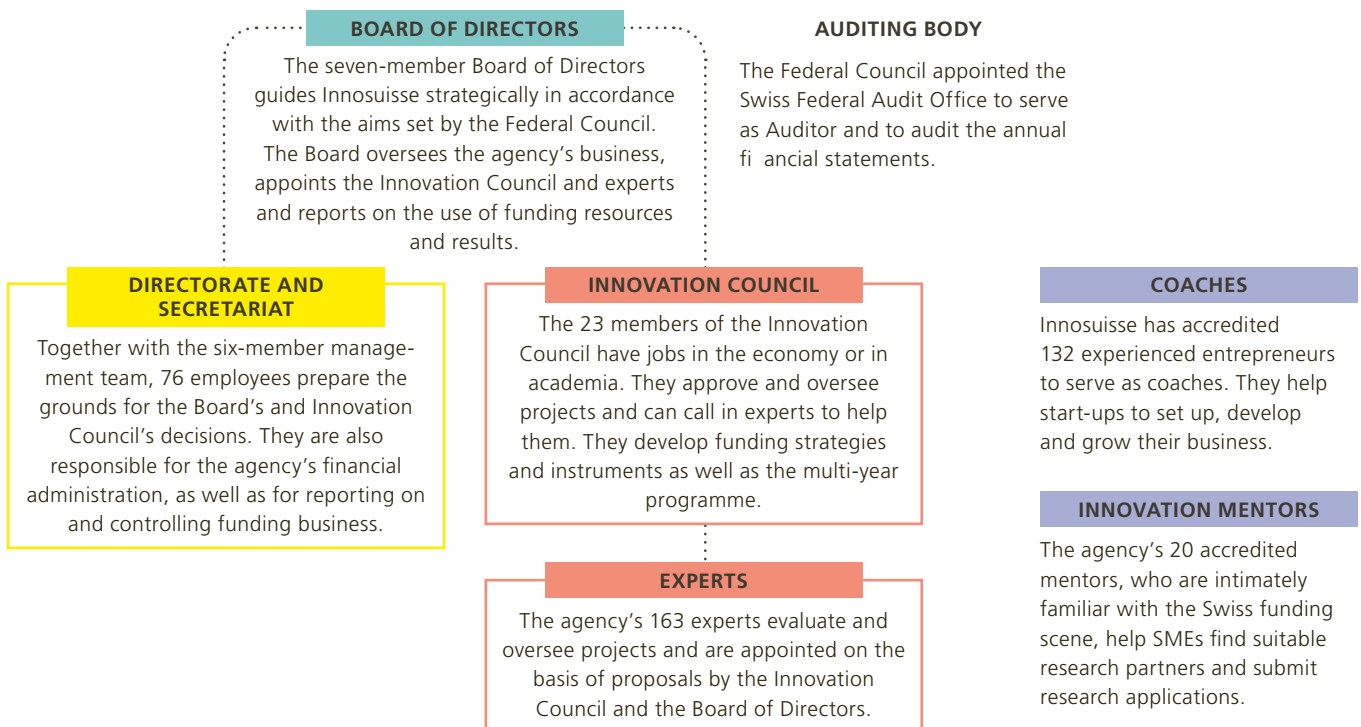 BOARD OF DIRECTORS
The seven-member Board of Directors
guides Innosuisse strategically in accordance
with the aims set by the Federal Council.
The Board oversees the agency's business,
appoints the Innovation Council and experts
and reports on the use of funding resources
and results.
AUDITING BODY
The Federal Council appointed the
Swiss Federal Audit Office to serve
as Auditor and to audit the annual
fi ancial statements.
DIRECTORATE AND
SECRETARIAT
Together with the six-member manage-
ment team, 76 employees prepare the
grounds for the Board's and Innovation
Council's decisions. They are also
responsible for the agency's financial
administration, as well as for reporting on
and controlling funding business.
INNOVATION COUNCIL
The 23 members of the Innovation
Council have jobs in the economy or in
academia. They approve and oversee
projects and can call in experts to help
them. They develop funding strategies
and instruments as well as the multi-year
programme.
EXPERTS
The agency's 163 experts evaluate and
oversee projects and are appointed on the
basis of proposals by the Innovation
Council and the Board of Directors.
COACHES
Innosuisse has accredited
132 experienced entrepreneurs
to serve as coaches. They help
start-ups to set up, develop
and grow their business.
INNOVATION MENTORS
The agency's 20 accredited
mentors, who are intimately
familiar with the Swiss funding
scene, help SMEs find suitable
research partners and submit
research applications.